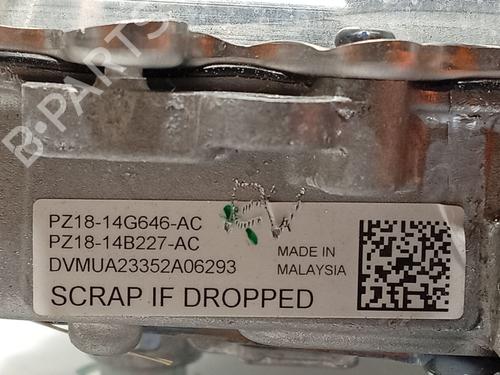 B-PARTS
PZ18-14G646-AC
PZ18-14B227-AC
DVMUA23352A06293
MADE IN
MALAYSIA
SCRAP IF DROPPED